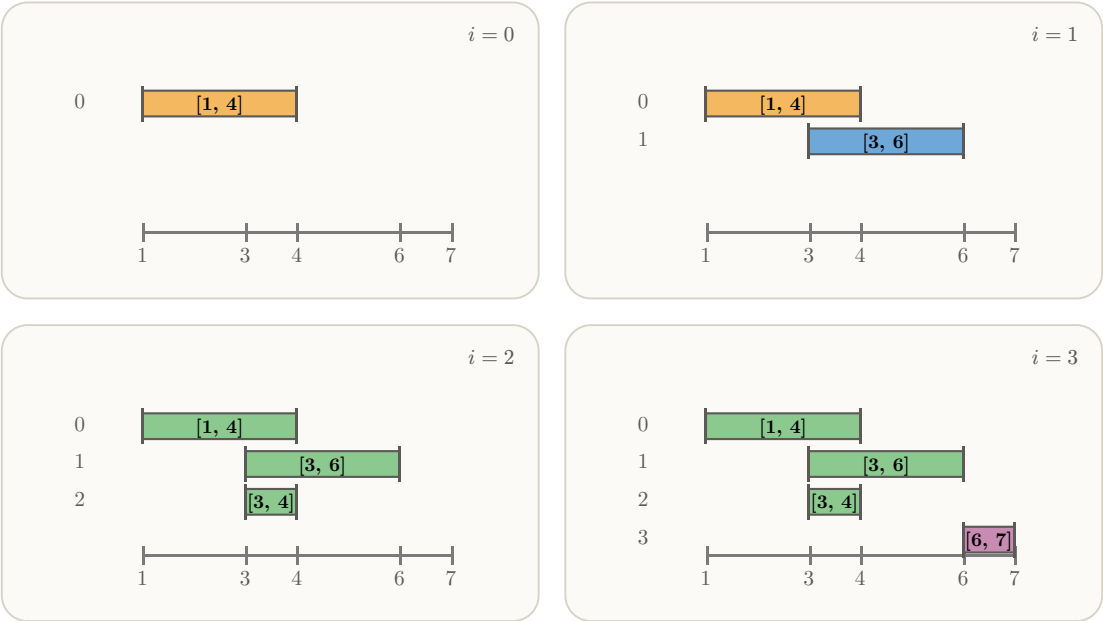 i = 0
0 [1, 4]
1 3 4 6 7
i = 1
0 [1, 4]
1 [3, 6]
1 3 4 6 7
i = 2
0 [1, 4]
1 [3, 6]
2 [3, 4]
1 3 4 6 7
i = 3
0 [1, 4]
1 [3, 6]
2 [3, 4]
3 [6, 7]
1 3 4 6 7